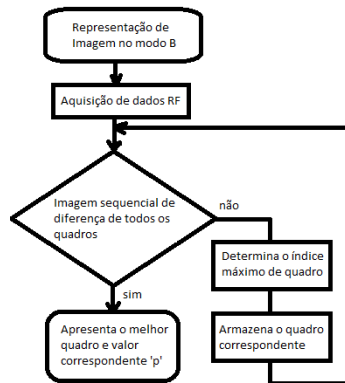 Representação de
Imagem no modo B
Aquisição de dados RF
Imagem sequencial de
diferença de todos os
quadros
não
Determina o índice
máximo de quadro
sim
Apresenta o melhor
quadro e valor
correspondente 'p'
Armazena o quadro
correspondente